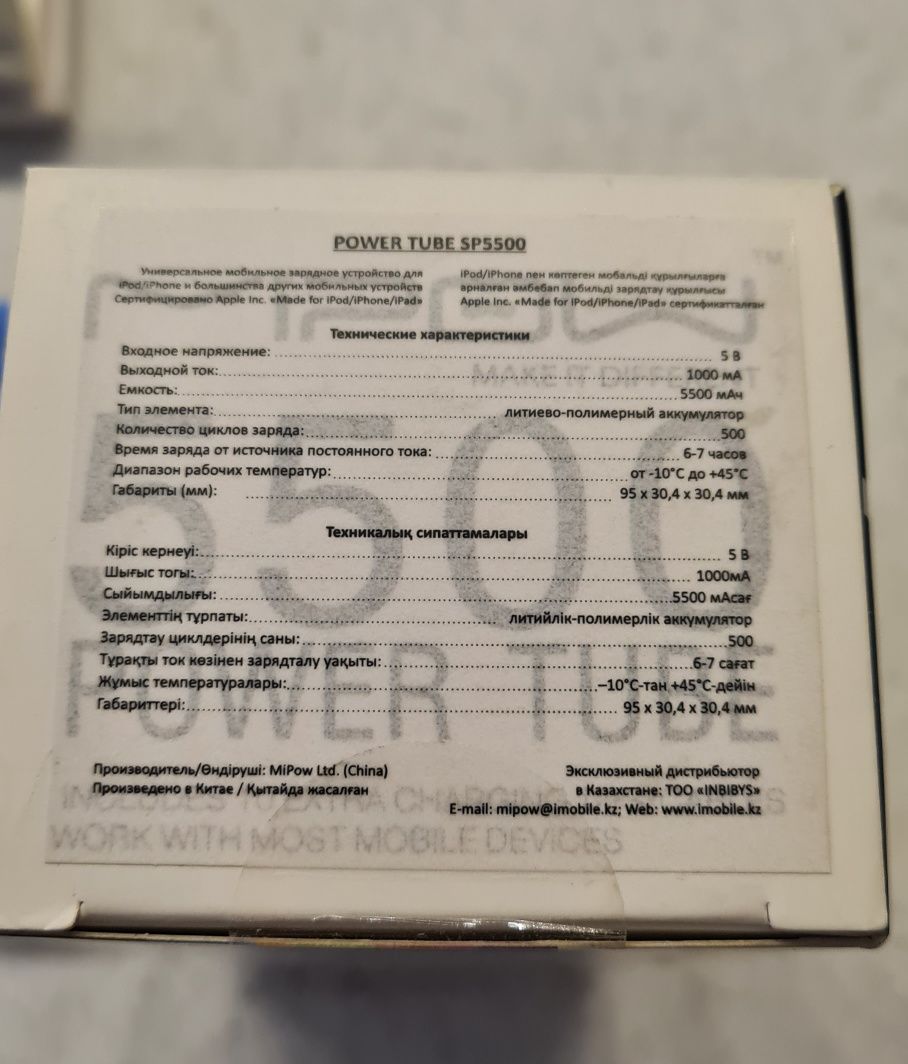 POWER TUBE SP5500
Универсальное мобильное зарядное устройство для
iPod/iPhone и большинства других мобильных устройств
Сертифицировано Apple Inc. «Made for iPod/iPhone/iPad»
iPod/iPhone пен көптеген мобальді құрылғыларға
арналған әмбебап мобильді зарядтау құрылғысы
Apple Inc. «Made for iPod/iPhone/iPad» сертификатталған
Технические характеристики
Входное напряжение: 5 В
Выходной ток: 1000 мА
Емкость: 5500 мАч
Тип элемента: литиево-полимерный аккумулятор
Количество циклов заряда: 500
Время заряда от источника постоянного тока: 6-7 часов
Диапазон рабочих температур: от -10°С до +45°С
Габариты (мм): 95 х 30,4 х 30,4 мм
Техникалық сипаттамалары
Кіріс кернеуі: 5 В
Шығыс тогы: 1000мА
Сыйымдылығы: 5500 мАсағ
Элементтің тұрпаты: литийлік-полимерлік аккумулятор
Зарядтау циклдерінің саны: 500
Тұрақты ток көзінен зарядталу уақыты: 6-7 сағат
Жұмыс температуралары: –10°С-тан +45°С-дейін
Габариттері: 95 х 30,4 х 30,4 мм
Производитель/Өндіруші: MiPow Ltd. (China)
Произведено в Китае / Қытайда жасалған
Эксклюзивный дистрибьютор
в Казахстане: ТОО «INBIBYS»
E-mail: mipow@imobile.kz; Web: www.imobile.kz
MAKE IT DIFFERENT
5500
POWER TUBE
WORK WITH MOST MOBILE DEVICES